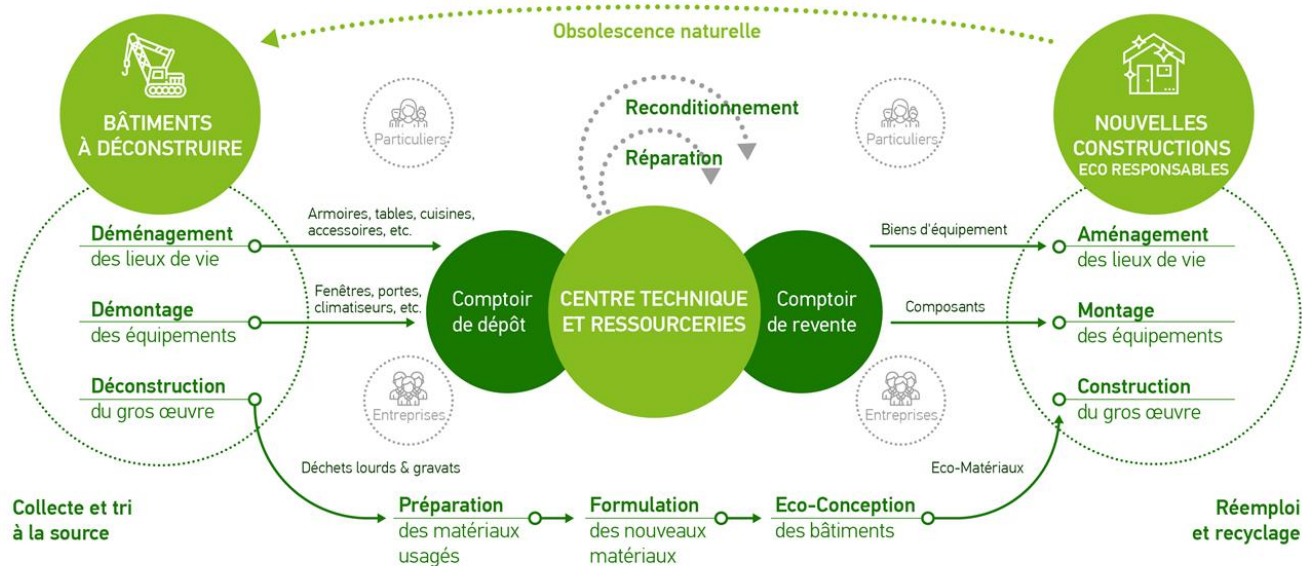 Obsolescence naturelle
BÂTIMENTS
À DÉCONSTRUIRE
Particuliers
Reconditionnement
Réparation
Particuliers
NOUVELLES
CONSTRUCTIONS
ECO RESPONSABLES
Déménagement
des lieux de vie
Armoires, tables, cuisines,
accessoires, etc.
Démontage
des équipements
Fenêtres, portes,
climatiseurs, etc.
Déconstruction
du gros œuvre
Comptoir
de dépôt
CENTRE TECHNIQUE
ET RESSOURCERIES
Comptoir
de revente
Biens d'équipement
Composants
Aménagement
des lieux de vie
Montage
des équipements
Construction
du gros œuvre
Entreprises
Entreprises
Déchets lourds & gravats
Eco-Matériaux
Collecte et tri
à la source
Préparation
des matériaux
usagés
Formulation
des nouveaux
matériaux
Eco-Conception
des bâtiments
Réemploi
et recyclage